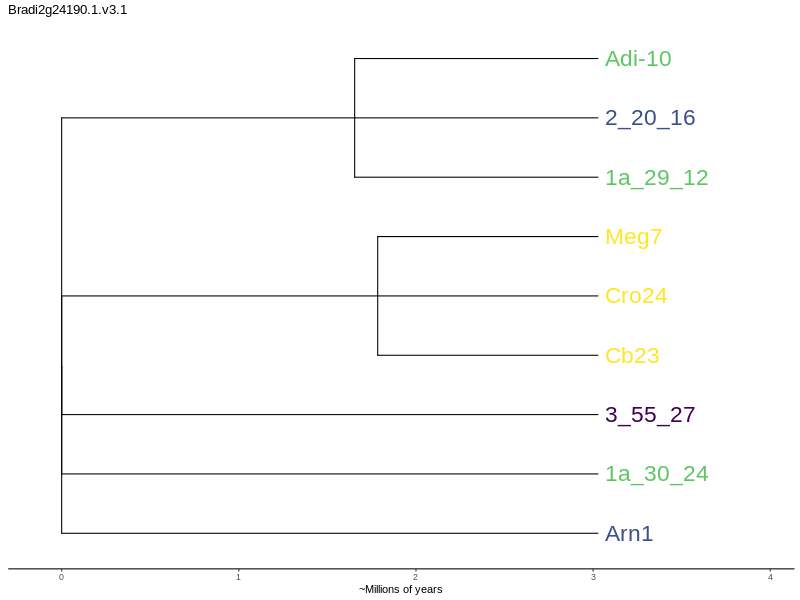 Bradi2g24190.1.v3.1
Adi-10
2_20_16
1a_29_12
Meg7
Cro24
Cb23
3_55_27
1a_30_24
Arn1
0 1 2 3 4
~Millions of years